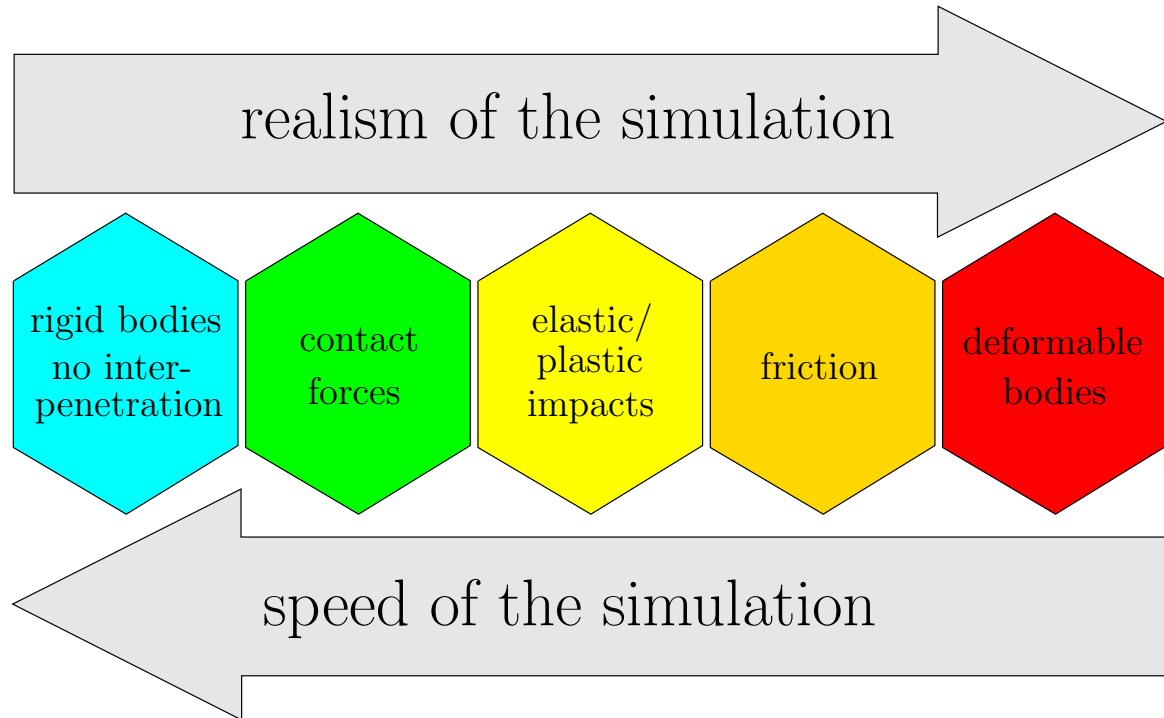 realism of the simulation
rigid bodies
no inter-
penetration
contact
forces
elastic/
plastic
impacts
friction
deformable
bodies
speed of the simulation